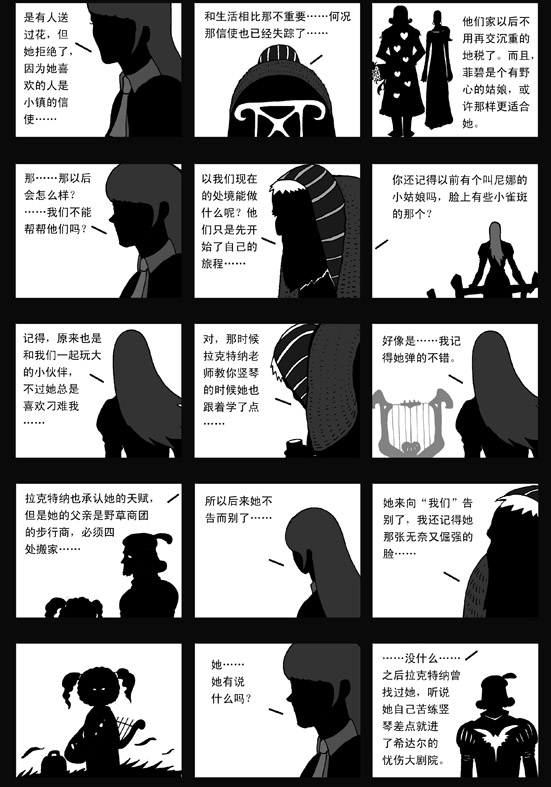 是有人送
过花，但
她拒绝了，
因为她喜
欢的人是
小镇的信
使……
和生活相比那不重要……何况
那信使也已经失踪了……
他们家以后不
用再交沉重的
地税了。而且，
菲碧是个有野
心的姑娘，或
许那样更适合
她。
那……那以后
会怎么样？
……我们不能
帮帮他们吗？
以我们现在
的处境能做
什么呢？他
们只是先开
始了自己的
旅程……
你还记得以前有个叫尼娜的
小姑娘吗，脸上有些小雀斑
的那个？
记得，原来也是
和我们一起玩大
的小伙伴，
不过她总是
喜欢刁难我
……
对，那时候
拉克特纳老
师教你竖琴
的时候她也
跟着学了点
……
好像是……我记
得她弹的不错。
拉克特纳也承认她的天赋，
但是她的父亲是野草商团
的步行商，必须四
处搬家……
所以后来她不
告而别了……
她来向“我们”告
别了，我还记得她
那张无奈又倔强的
脸……
她……
她有说
什么吗？
……没什么……
之后拉克特纳曾
找过她，听说
她自己苦练竖
琴差点就进
了希达尔的
忧伤大剧院。